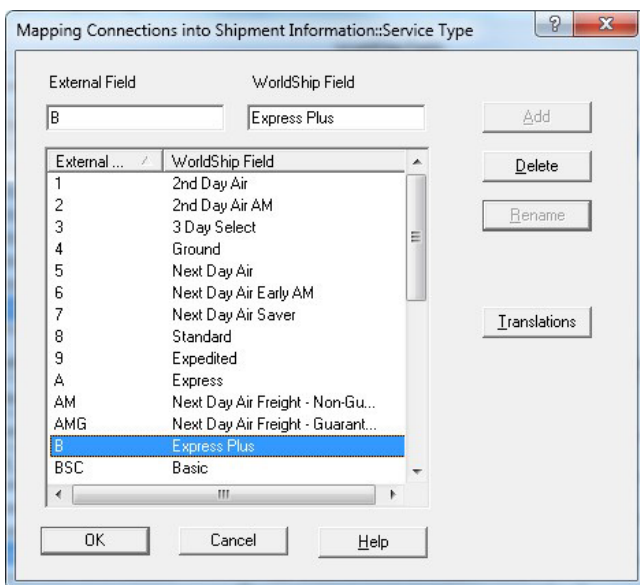 Mapping Connections into Shipment Information::Service Type
External Field WorldShip Field
B Express Plus Add
External ... WorldShip Field Delete
1 2nd Day Air
2 2nd Day Air AM
3 3 Day Select Rename
4 Ground
5 Next Day Air
6 Next Day Air Early AM
7 Next Day Air Saver Translations
8 Standard
9 Expedited
A Express
AM Next Day Air Freight - Non-Gu...
AMG Next Day Air Freight - Guarant...
B Express Plus
BSC Basic
OK Cancel Help